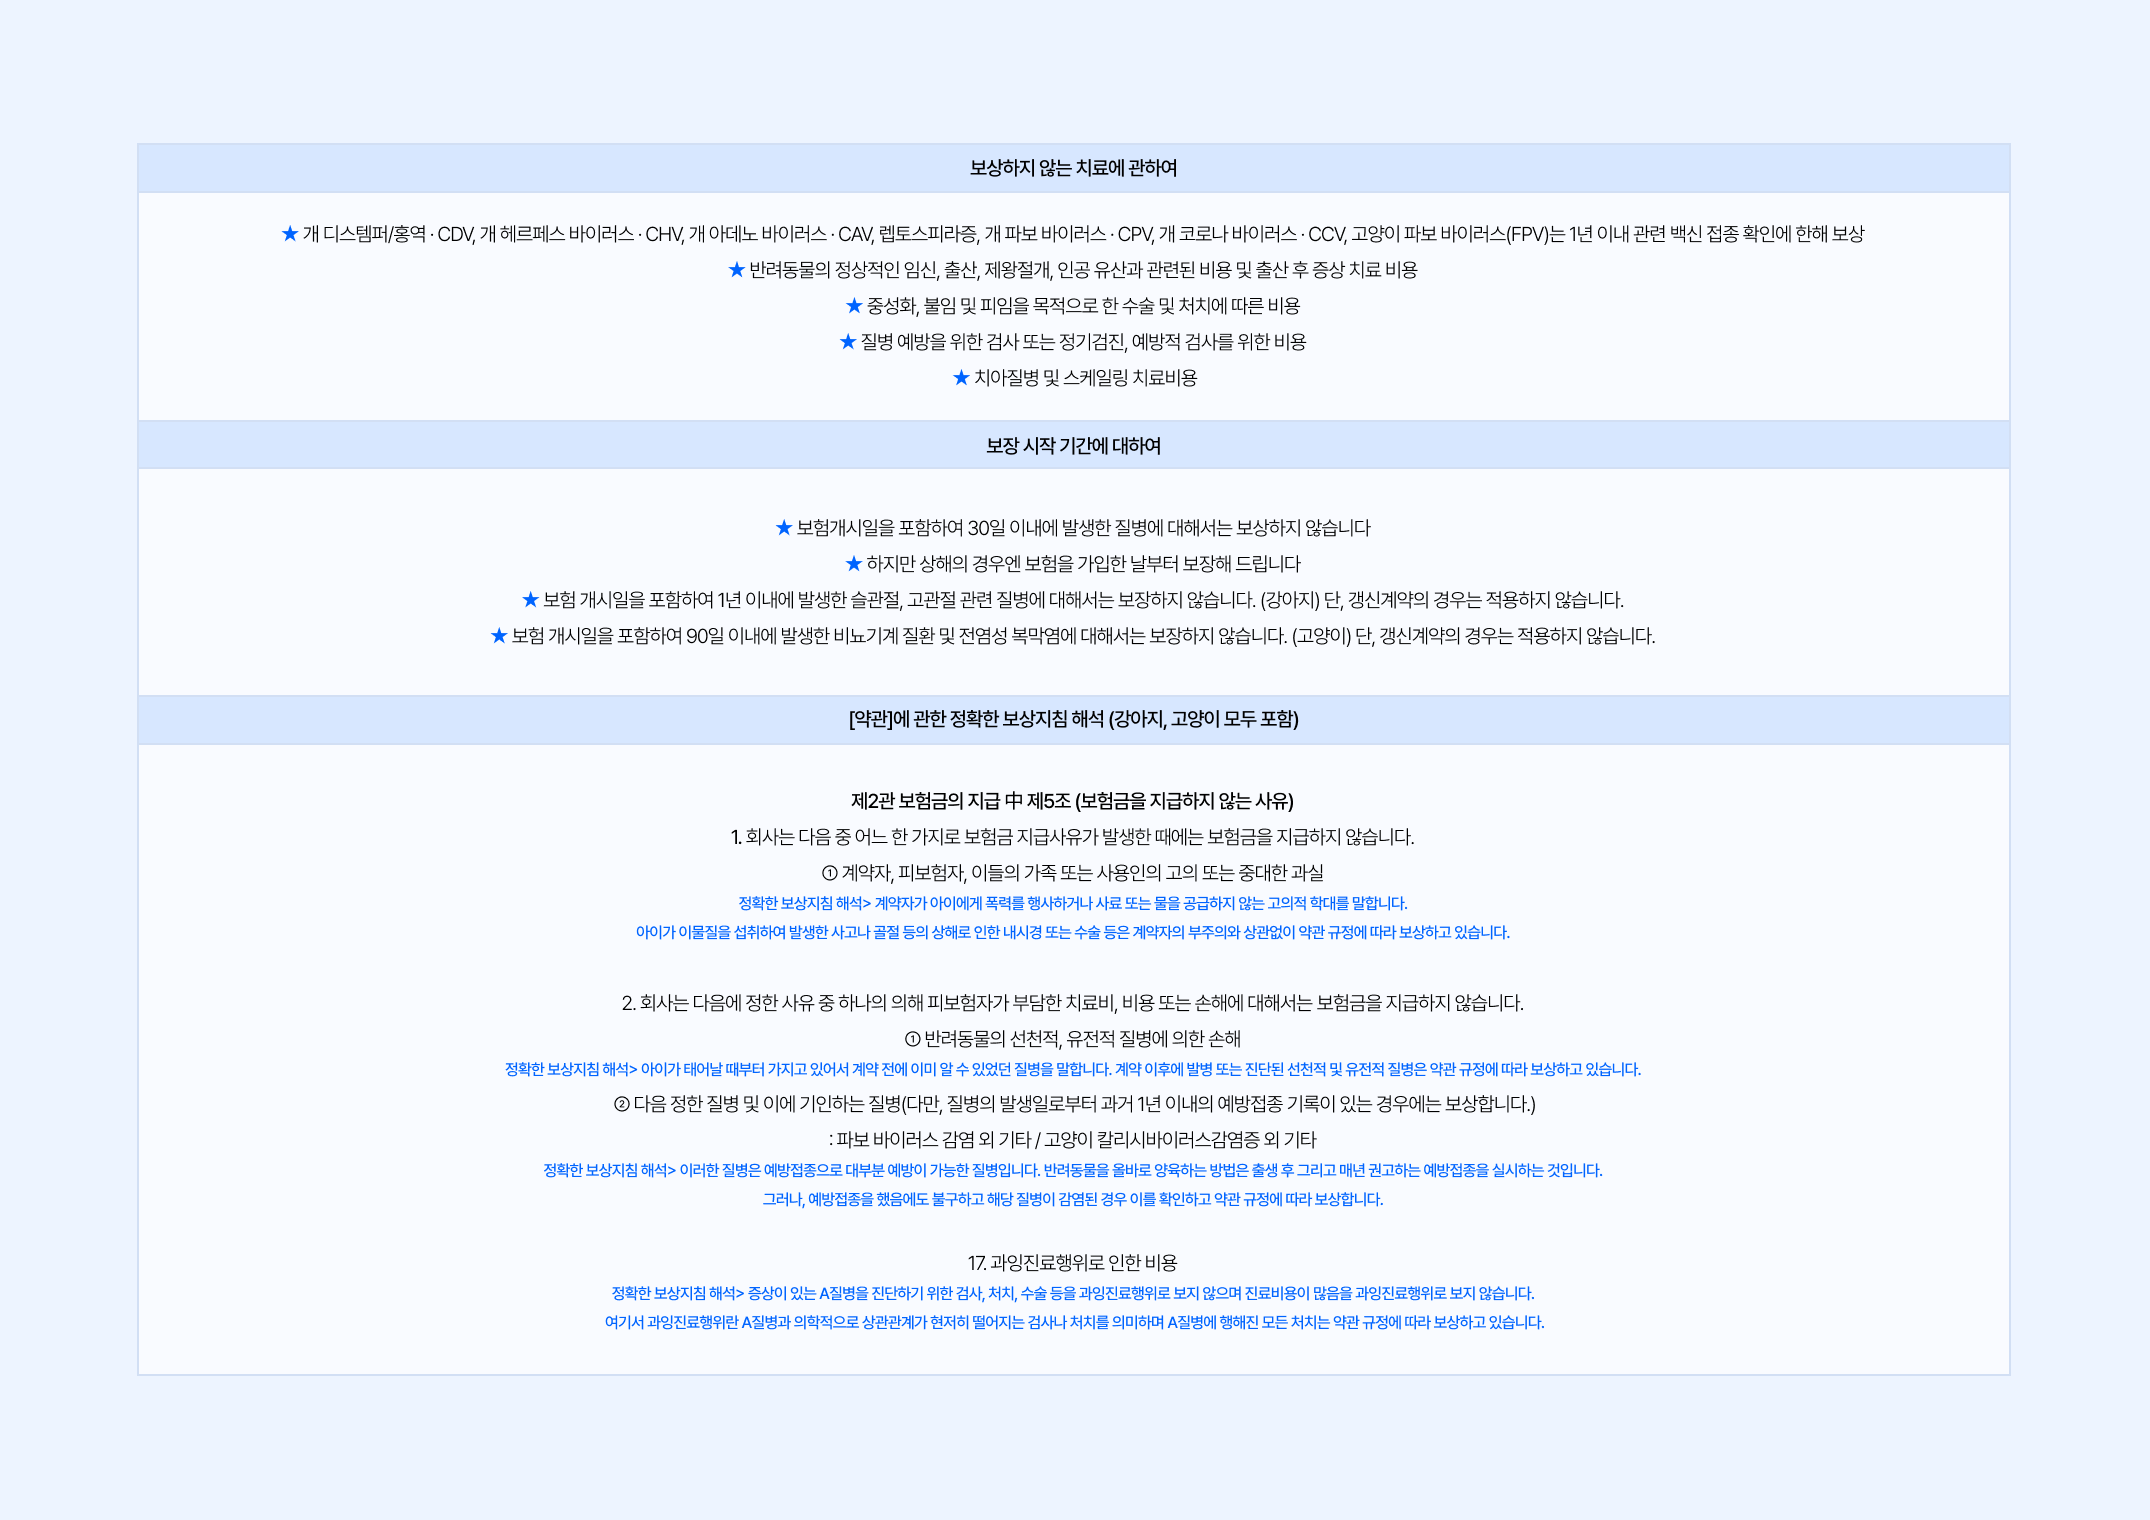 보상하지 않는 치료에 관하여
★ 개 디스템퍼/홍역 · CDV, 개 헤르페스 바이러스 · CHV, 개 아데노 바이러스 · CAV, 렙토스피라증, 개 파보 바이러스 · CPV, 개 코로나 바이러스 · CCV, 고양이 파보 바이러스(FPV)는 1년 이내 관련 백신 접종 확인에 한해 보상
★ 반려동물의 정상적인 임신, 출산, 제왕절개, 인공 유산과 관련된 비용 및 출산 후 증상 치료 비용
★ 중성화, 불임 및 피임을 목적으로 한 수술 및 처치에 따른 비용
★ 질병 예방을 위한 검사 또는 정기검진, 예방적 검사를 위한 비용
★ 치아질병 및 스케일링 치료비용
보장 시작 기간에 대하여
★ 보험개시일을 포함하여 30일 이내에 발생한 질병에 대해서는 보상하지 않습니다
★ 하지만 상해의 경우엔 보험을 가입한 날부터 보장해 드립니다
★ 보험 개시일을 포함하여 1년 이내에 발생한 슬관절, 고관절 관련 질병에 대해서는 보장하지 않습니다. (강아지) 단, 갱신계약의 경우는 적용하지 않습니다.
★ 보험 개시일을 포함하여 90일 이내에 발생한 비뇨기계 질환 및 전염성 복막염에 대해서는 보장하지 않습니다. (고양이) 단, 갱신계약의 경우는 적용하지 않습니다.
[약관]에 관한 정확한 보상지침 해석 (강아지, 고양이 모두 포함)
제2관 보험금의 지급 中 제5조 (보험금을 지급하지 않는 사유)
1. 회사는 다음 중 어느 한 가지로 보험금 지급사유가 발생한 때에는 보험금을 지급하지 않습니다.
① 계약자, 피보험자, 이들의 가족 또는 사용인의 고의 또는 중대한 과실
정확한 보상지침 해석> 계약자가 아이에게 폭력를 행사하거나 사료 또는 물을 공급하지 않는 고의적 학대를 말합니다.
아이가 이물질을 섭취하여 발생한 사고나 골절 등의 상해로 인한 내시경 또는 수술 등은 계약자의 부주의와 상관없이 약관 규정에 따라 보상하고 있습니다.
2. 회사는 다음에 정한 사유 중 하나의 의해 피보험자가 부담한 치료비, 비용 또는 손해에 대해서는 보험금을 지급하지 않습니다.
① 반려동물의 선천적, 유전적 질병에 의한 손해
정확한 보상지침 해석> 아이가 태어날 때부터 가지고 있어서 계약 전에 이미 알 수 있었던 질병을 말합니다. 계약 이후에 발병 또는 진단된 선천적 및 유전적 질병은 약관 규정에 따라 보상하고 있습니다.
② 다음 정한 질병 및 이에 기인하는 질병(다만, 질병의 발생일로부터 과거 1년 이내의 예방접종 기록이 있는 경우에는 보상합니다.)
: 파보 바이러스 감염 외 기타 / 고양이 칼리시바이러스감염증 외 기타
정확한 보상지침 해석> 이러한 질병은 예방접종으로 대부분 예방이 가능한 질병입니다. 반려동물을 올바로 양육하는 방법은 출생 후 그리고 매년 권고하는 예방접종을 실시하는 것입니다.
그러나, 예방접종을 했음에도 불구하고 해당 질병이 감염된 경우 이를 확인하고 약관 규정에 따라 보상합니다.
17. 과잉진료행위로 인한 비용
정확한 보상지침 해석> 증상이 있는 A질병을 진단하기 위한 검사, 처치, 수술 등을 과잉진료행위로 보지 않으며 진료비용이 많음을 과잉진료행위로 보지 않습니다.
여기서 과잉진료행위란 A질병과 의학적으로 상관관계가 현저히 떨어지는 검사나 처치를 의미하며 A질병에 행해진 모든 처치는 약관 규정에 따라 보상하고 있습니다.